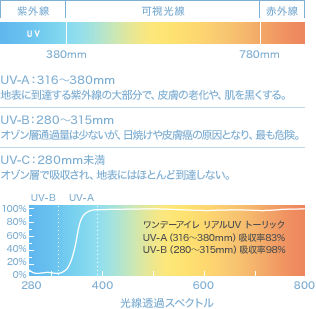 紫外線 可視光線 赤外線
UV
380mm 780mm
UV-A：316～380mm
地表に到達する紫外線の大部分で、皮膚の老化や、肌を黒くする。
UV-B：280～315mm
オゾン層通過量は少ないが、日焼けや皮膚癌の原因となり、最も危険。
UV-C：280mm未満
オゾン層で吸収され、地表にはほとんど到達しない。
UV-B UV-A
100%
80%
60%
40%
20%
0%
ワンデーアイレ リアルUV トーリック
UV-A（316～380mm）吸収率83%
UV-B（280～315mm）吸収率98%
280 400 600 800
光線透過スペクトル